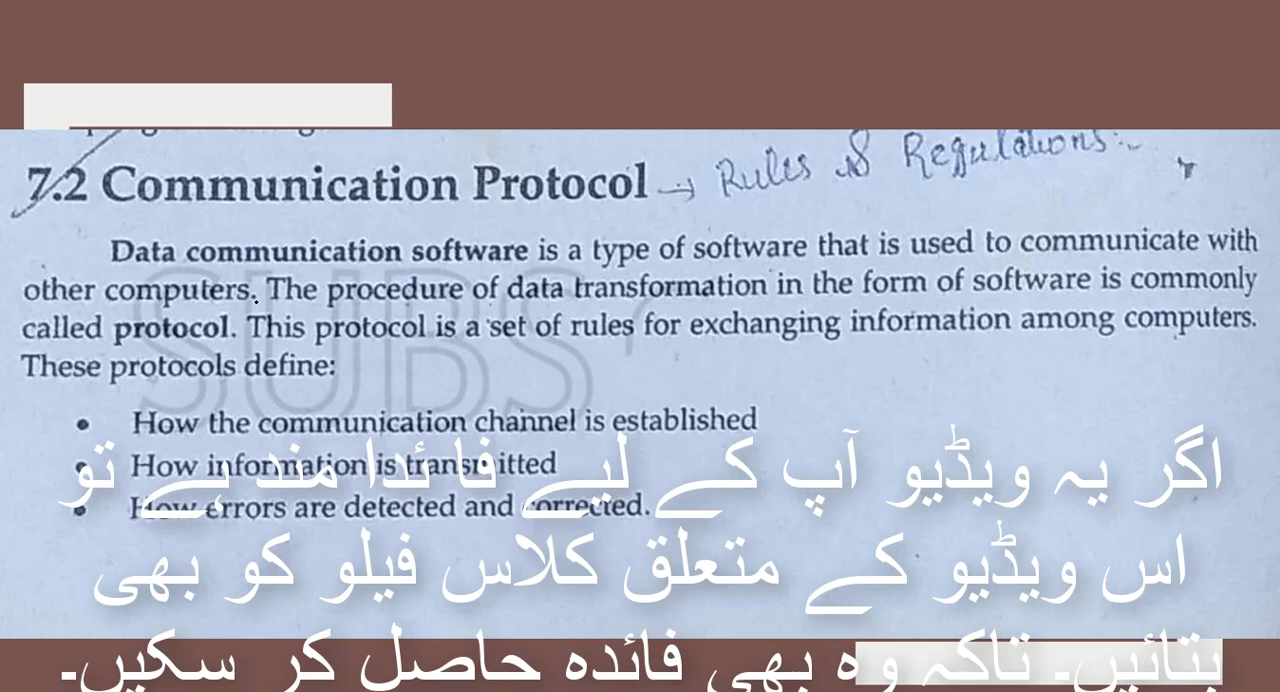 7.2 Communication Protocol → Rules & Regulations:-
Data communication software is a type of software that is used to communicate with
other computers. The procedure of data transformation in the form of software is commonly
called protocol. This protocol is a set of rules for exchanging information among computers.
These protocols define:
• How the communication channel is established
• How information is transmitted
• How errors are detected and corrected.
SUBS
اگر یہ ویڈیو آپ کے لیے فائدا مند ہے تو
اس ویڈیو کے متعلق کلاس فیلو کو بھی
بتائیں۔ تاکہ وہ بھی فائدہ حاصل کر سکیں۔